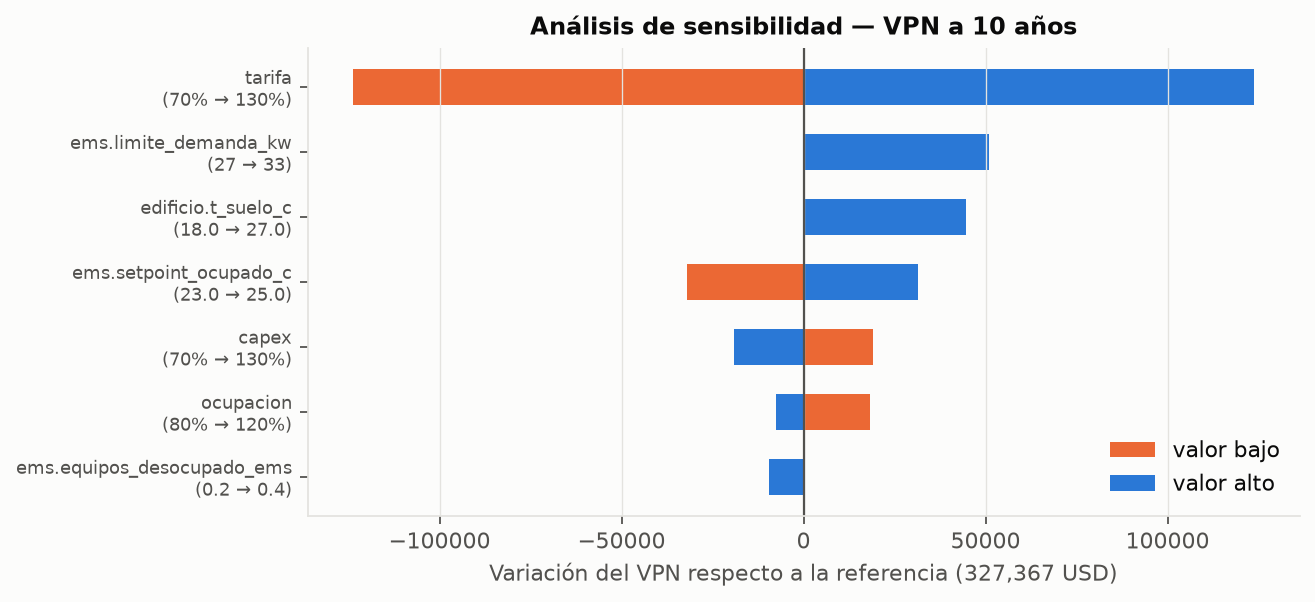 Análisis de sensibilidad — VPN a 10 años
tarifa
(70% → 130%)
ems.limite_demanda_kw
(27 → 33)
edificio.t_suelo_c
(18.0 → 27.0)
ems.setpoint_ocupado_c
(23.0 → 25.0)
capex
(70% → 130%)
ocupacion
(80% → 120%)
ems.equipos_desocupado_ems
(0.2 → 0.4)
valor bajo
valor alto
−100000 −50000 0 50000 100000
Variación del VPN respecto a la referencia (327,367 USD)